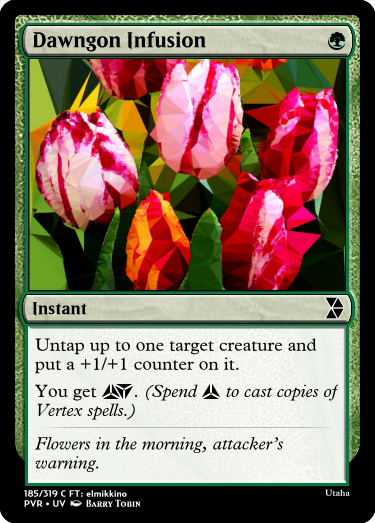 Dawngon Infusion
Instant
Untap up to one target creature and
put a +1/+1 counter on it.
You get . (Spend to cast copies of
Vertex spells.)
Flowers in the morning, attacker's
warning.
185/319 C FT: elmikkino
Utaha
PVR • UV BARRY TOBIN